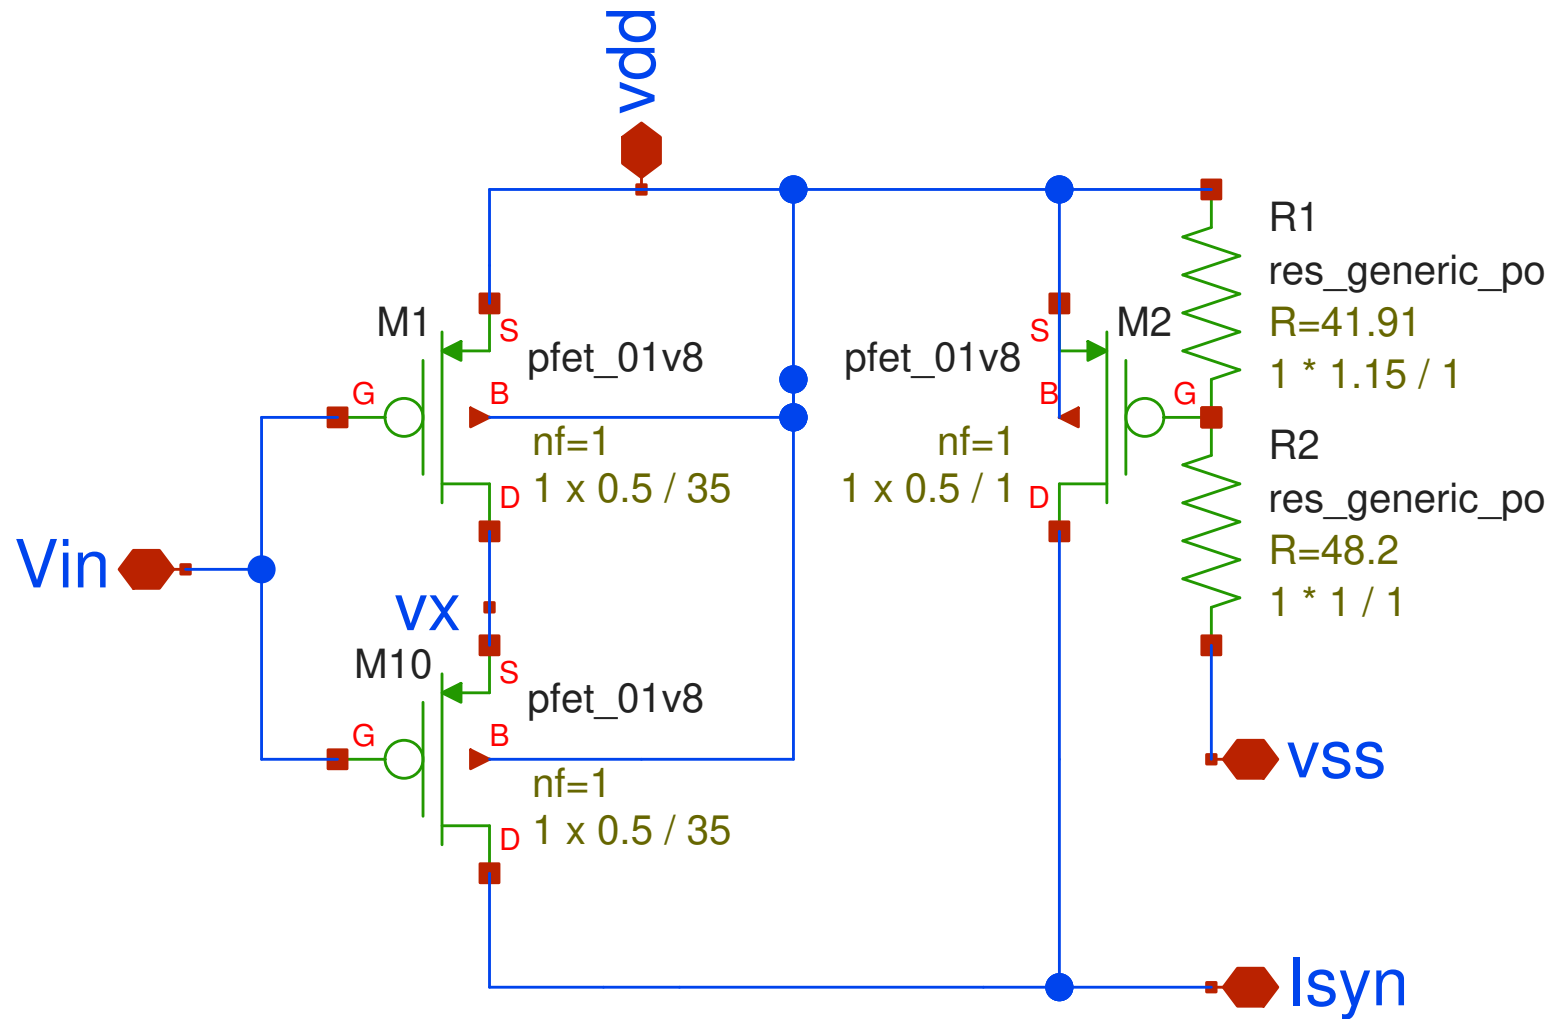 vdd
M1
S
pfet_01v8
G
B
nf=1
1 x 0.5 / 35
D
S
M2
pfet_01v8
B
G
nf=1
1 x 0.5 / 1
D
R1
res_generic_po
R=41.91
1 * 1.15 / 1
R2
res_generic_po
R=48.2
1 * 1 / 1
Vin
vx
M10
S
pfet_01v8
G
B
nf=1
1 x 0.5 / 35
D
vss
Isyn